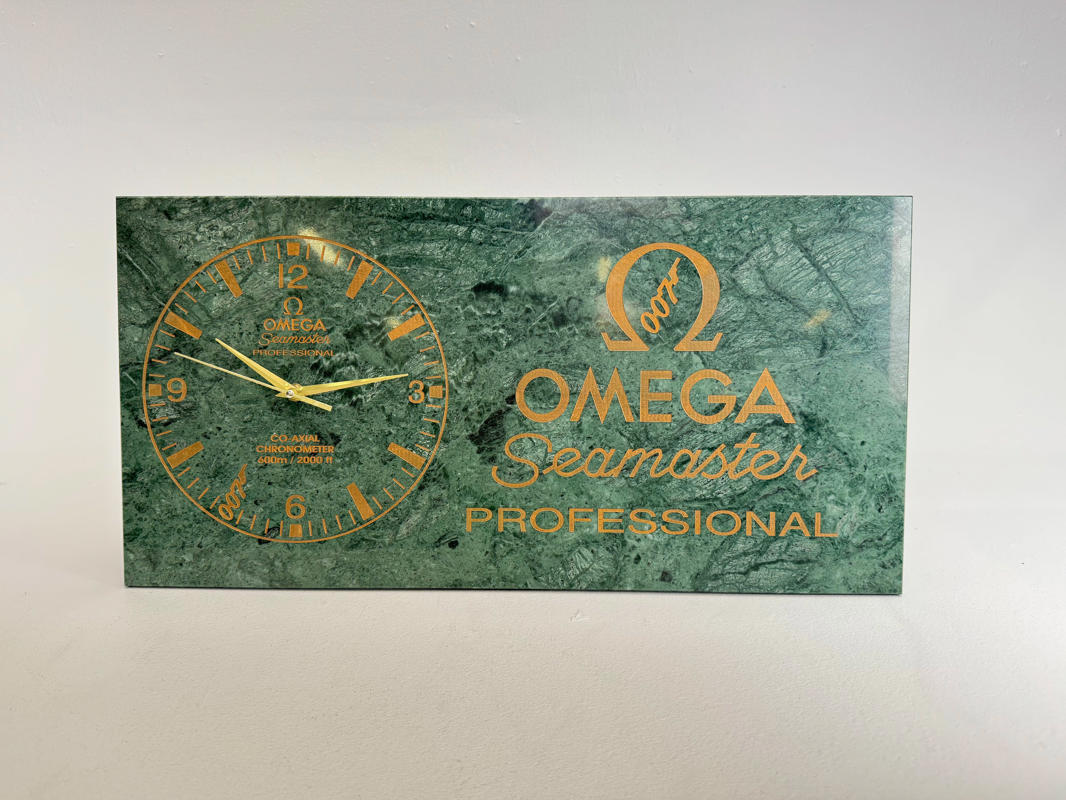 12
Ω
OMEGA
Seamaster
PROFESSIONAL
9
3
CO-AXIAL
CHRONOMETER
600m / 2000 ft
007
6
Ω
007
OMEGA
Seamaster
PROFESSIONAL